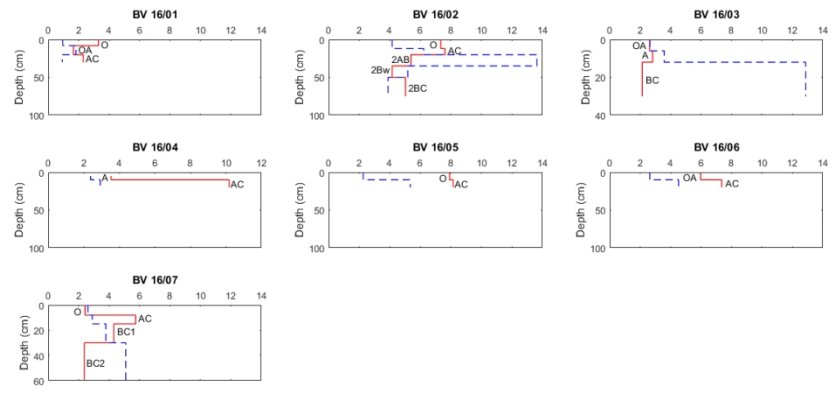 BV 16/01
0 2 4 6 8 10 12 14
Depth (cm)
0
50
100
O
OA
AC
BV 16/02
0 2 4 6 8 10 12 14
Depth (cm)
0
50
100
O
AC
2AB
2Bw
2BC
BV 16/03
0 2 4 6 8 10 12 14
Depth (cm)
0
20
40
OA
A
BC
BV 16/04
0 2 4 6 8 10 12
Depth (cm)
0
50
100
A
AC
BV 16/05
0 2 4 6 8 10 12 14
Depth (cm)
0
50
100
O
AC
BV 16/06
0 2 4 6 8 10 12 14
Depth (cm)
0
50
100
OA
AC
BV 16/07
0 2 4 6 8 10 12 14
Depth (cm)
0
20
40
60
O
AC
BC1
BC2